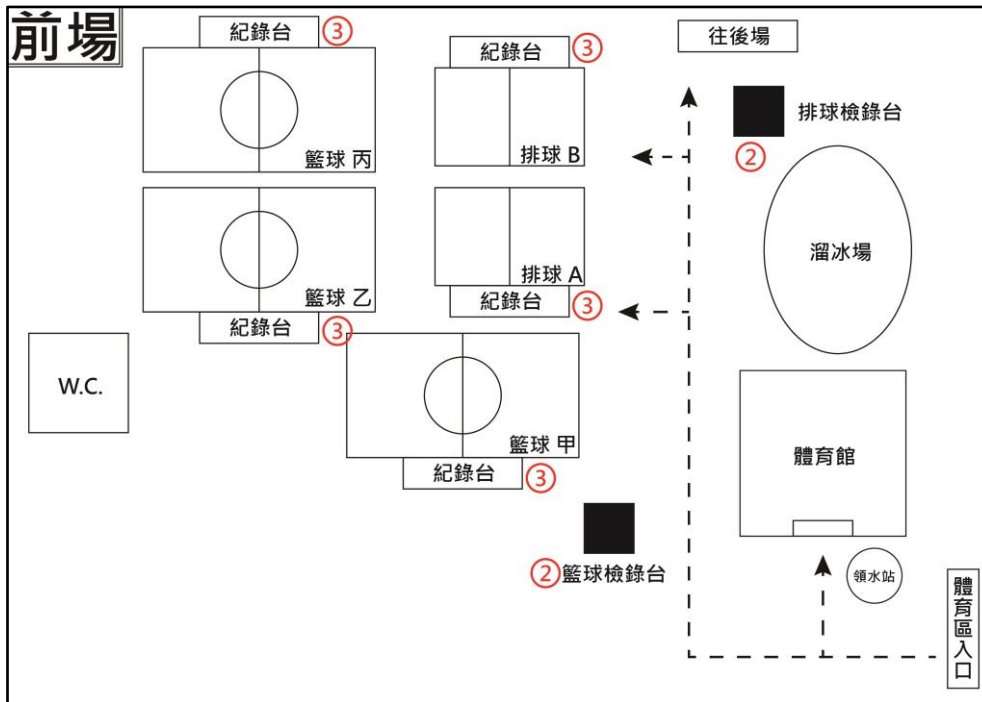 前場
紀錄台 ③
紀錄台 ③
往後場
籃球 丙
排球 B
排球檢錄台
②
籃球 乙
排球 A
溜冰場
紀錄台 ③
紀錄台 ③
W.C.
籃球 甲
紀錄台 ③
體育館
② 籃球檢錄台
領水站
體育區入口